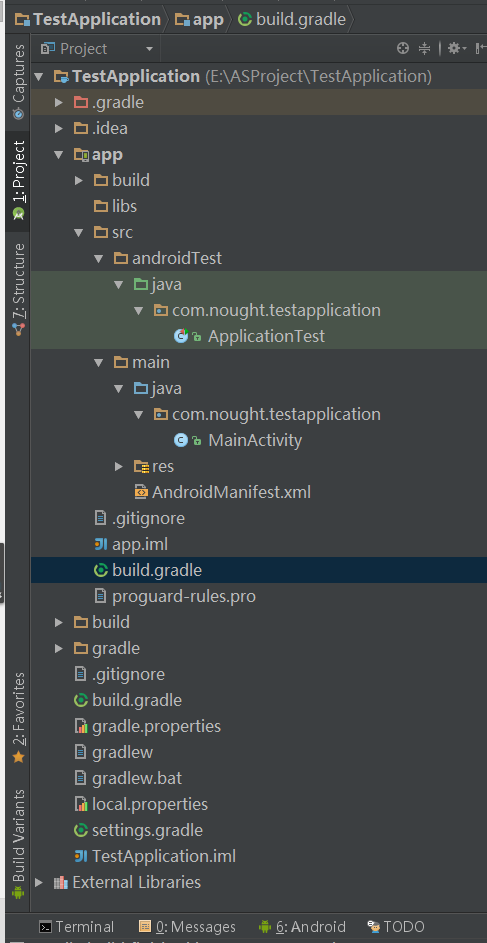 TestApplication app build.gradle
Project
TestApplication (E:\ASProject\TestApplication)
.gradle
.idea
app
build
libs
src
androidTest
java
com.nought.testapplication
ApplicationTest
main
java
com.nought.testapplication
MainActivity
res
AndroidManifest.xml
.gitignore
app.iml
build.gradle
proguard-rules.pro
build
gradle
.gitignore
build.gradle
gradle.properties
gradlew
gradlew.bat
local.properties
settings.gradle
TestApplication.iml
External Libraries
Captures
1: Project
7: Structure
2: Favorites
Build Variants
Terminal 0: Messages 6: Android TODO